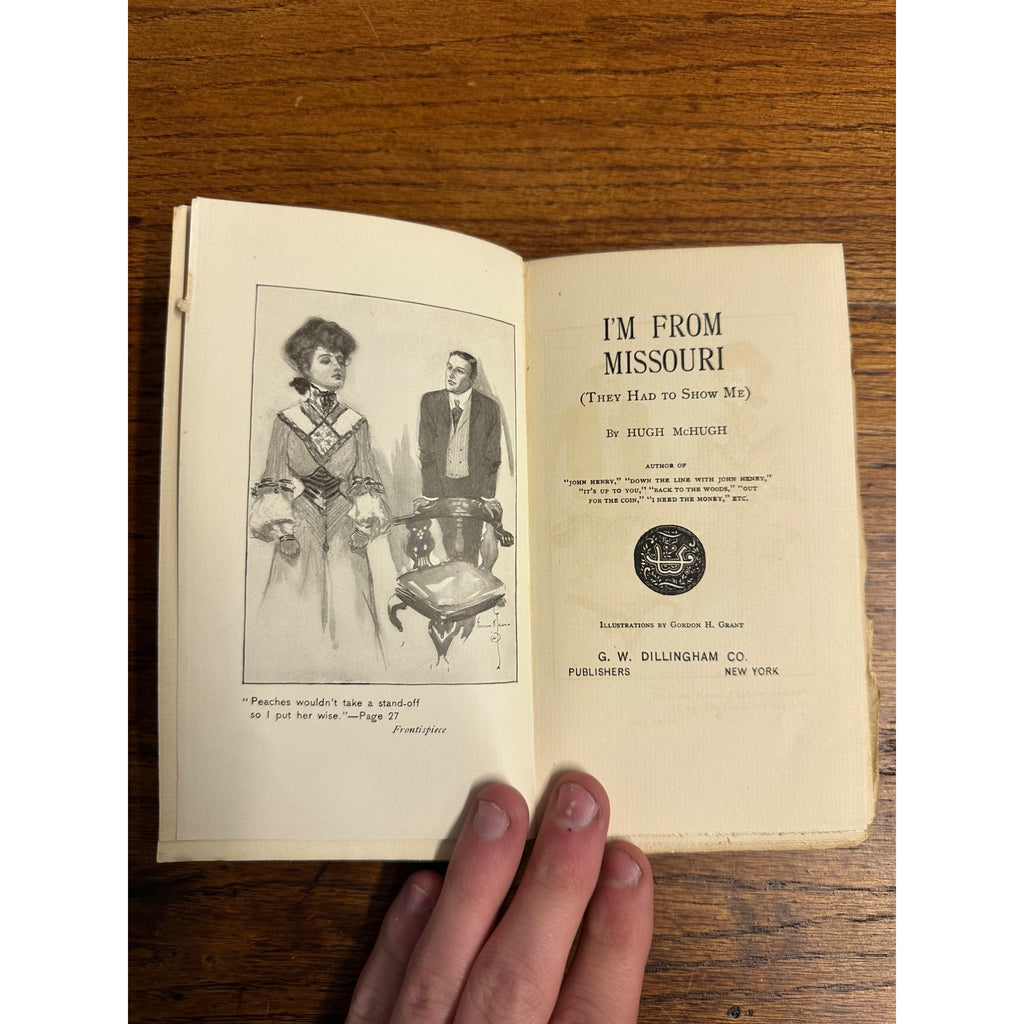 "Peaches wouldn't take a stand-off
so I put her wise."—Page 27
Frontispiece
I'M FROM
MISSOURI
(They Had to Show Me)
By HUGH McHUGH
AUTHOR OF
"JOHN HENRY," "DOWN THE LINE WITH JOHN HENRY,"
"IT'S UP TO YOU," "BACK TO THE WOODS," "OUT
FOR THE COIN," "I NEED THE MONEY," ETC.
Illustrations by Gordon H. Grant
G. W. DILLINGHAM CO.
PUBLISHERS NEW YORK